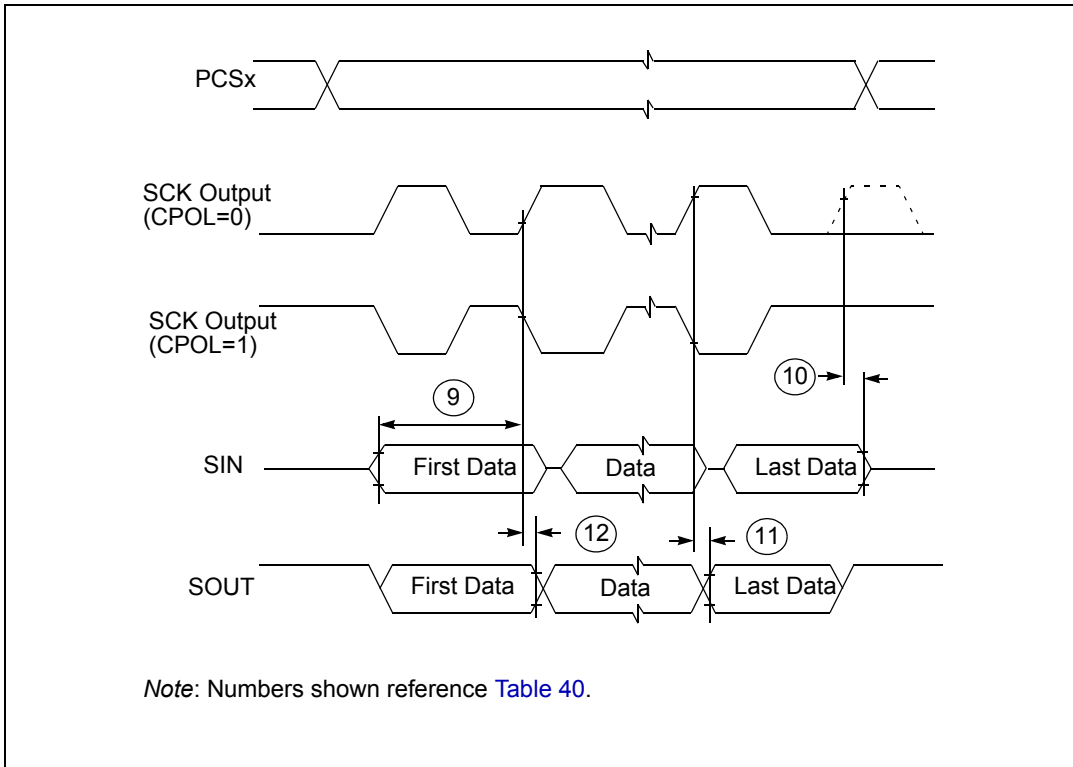 PCSx
SCK Output
(CPOL=0)
SCK Output
(CPOL=1)
10
9
SIN
First Data
Data
Last Data
12
11
SOUT
First Data
Data
Last Data
Note: Numbers shown reference Table 40.